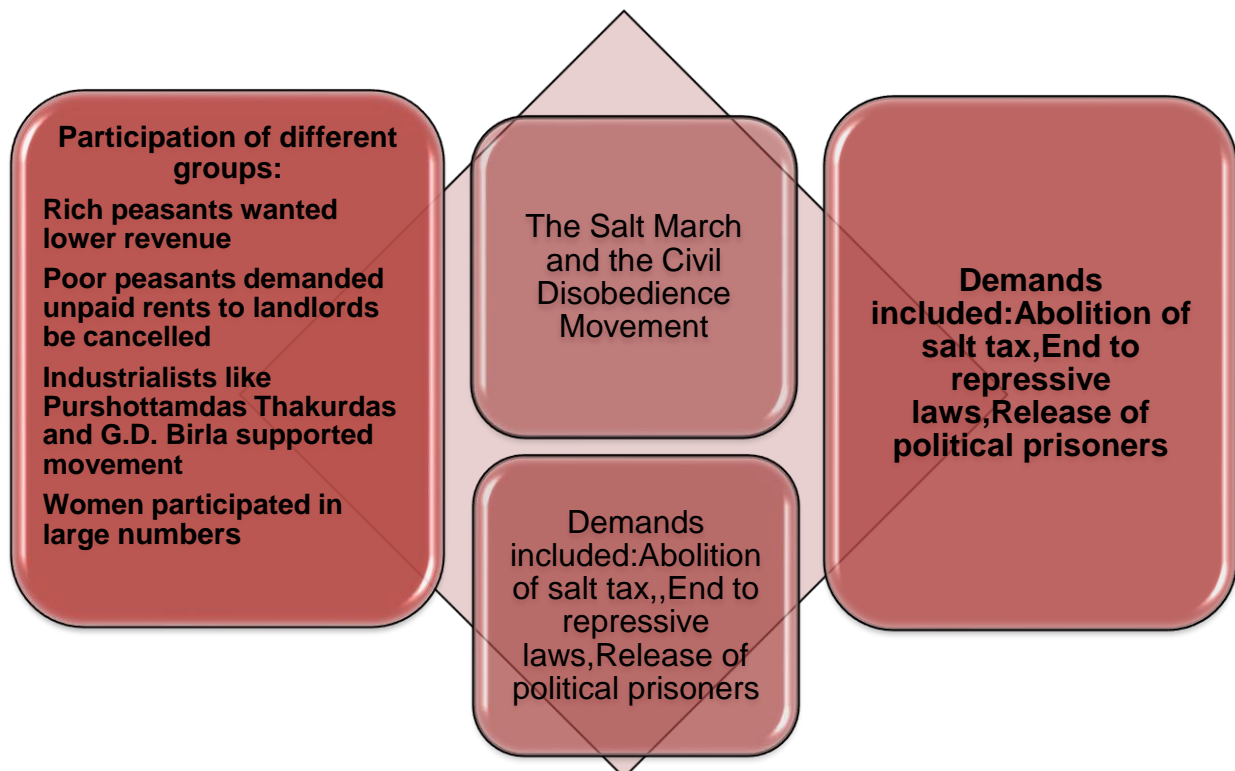 Participation of different
groups:
Rich peasants wanted
lower revenue
Poor peasants demanded
unpaid rents to landlords
be cancelled
Industrialists like
Purshottamdas Thakurdas
and G.D. Birla supported
movement
Women participated in
large numbers
The Salt March
and the Civil
Disobedience
Movement
Demands
included:Abolition
of salt tax,,End to
repressive
laws,Release of
political prisoners
Demands
included:Abolition of
salt tax,End to
repressive
laws,Release of
political prisoners